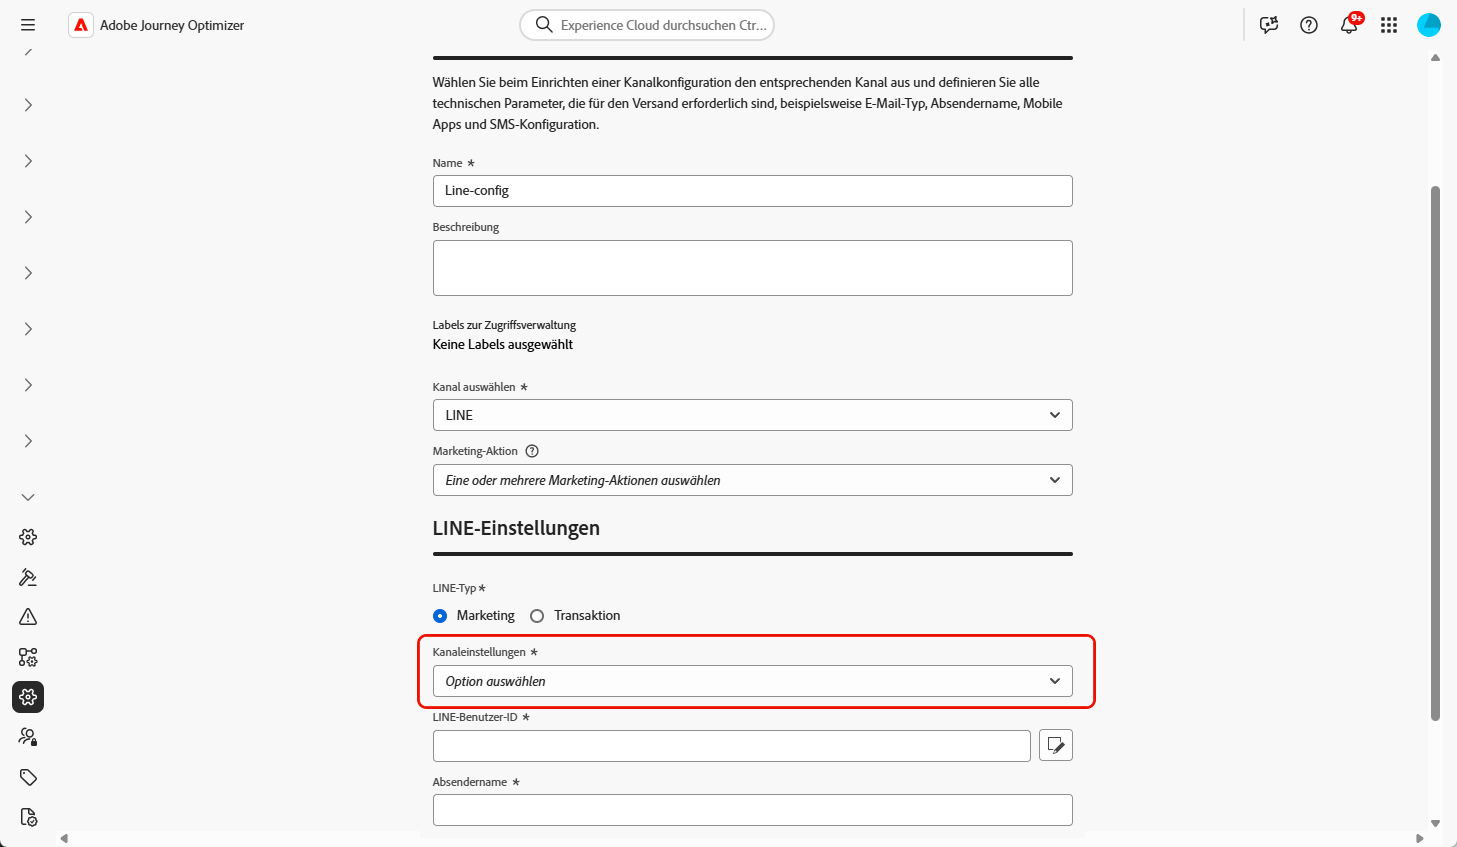 Adobe Journey Optimizer
Experience Cloud durchsuchen Ctr...
9+
Wählen Sie beim Einrichten einer Kanalkonfiguration den entsprechenden Kanal aus und definieren Sie alle
technischen Parameter, die für den Versand erforderlich sind, beispielsweise E-Mail-Typ, Absendername, Mobile
Apps und SMS-Konfiguration.
Name *
Line-config
Beschreibung
Labels zur Zugriffsverwaltung
Keine Labels ausgewählt
Kanal auswählen *
LINE
Marketing-Aktion
Eine oder mehrere Marketing-Aktionen auswählen
LINE-Einstellungen
LINE-Typ *
Marketing Transaktion
Kanaleinstellungen *
Option auswählen
LINE-Benutzer-ID *
Absendername *